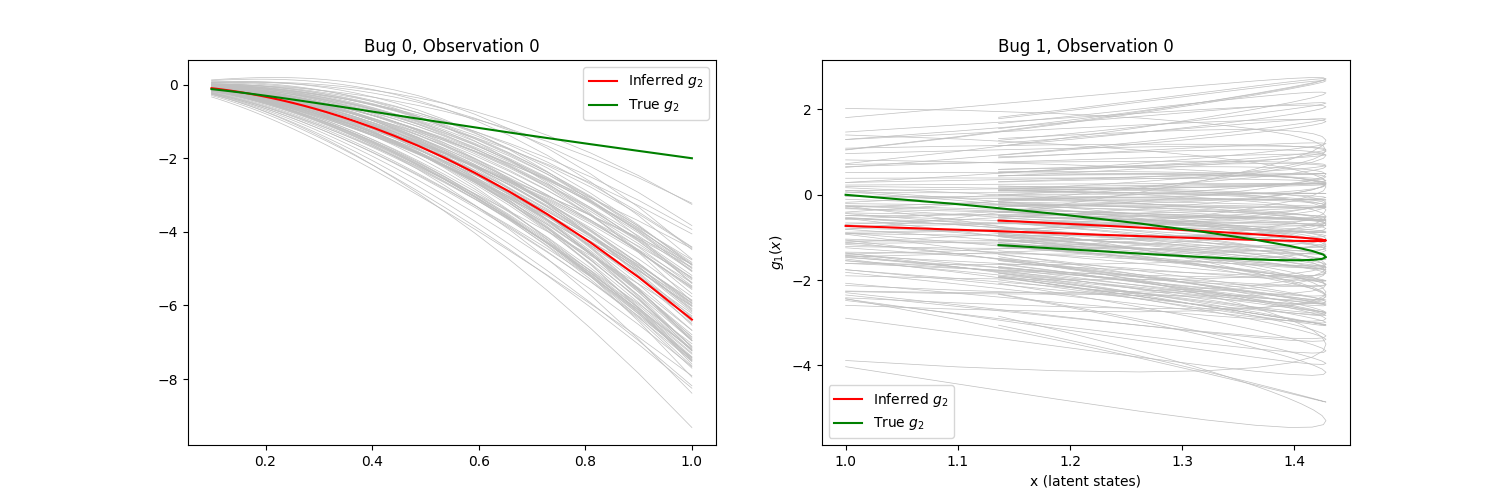 Bug 0, Observation 0
Inferred g₂
True g₂
0
−2
−4
−6
−8
0.2 0.4 0.6 0.8 1.0
Bug 1, Observation 0
g₁(x)
2
0
−2
−4
Inferred g₂
True g₂
1.0 1.1 1.2 1.3 1.4
x (latent states)